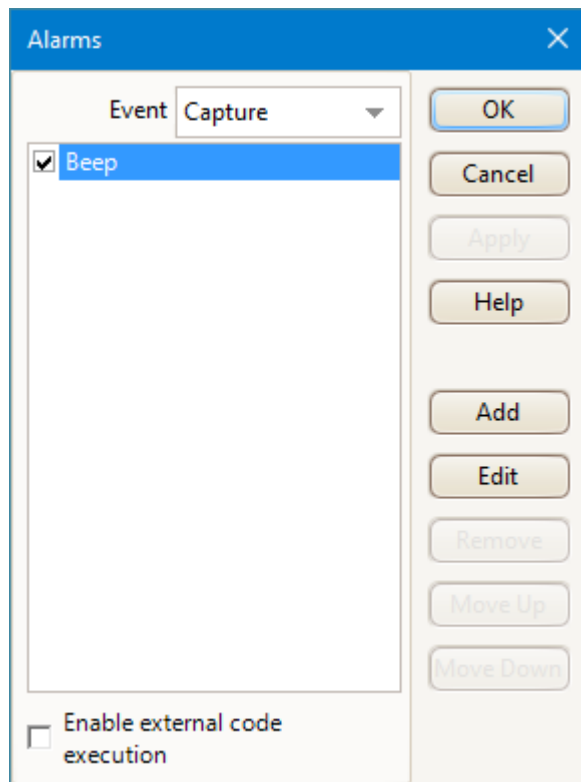 Alarms
Event Capture
Beep
Enable external code
execution
OK
Cancel
Apply
Help
Add
Edit
Remove
Move Up
Move Down